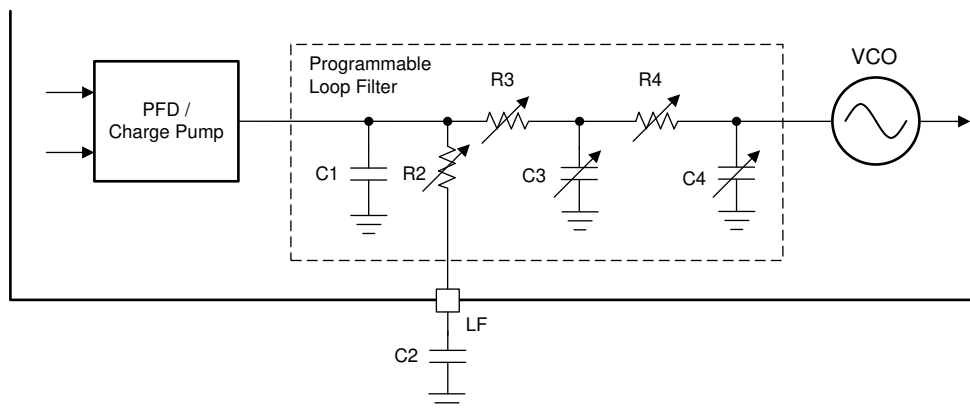 Programmable
Loop Filter
VCO
R3
R4
PFD /
Charge Pump
C1
R2
C3
C4
LF
C2